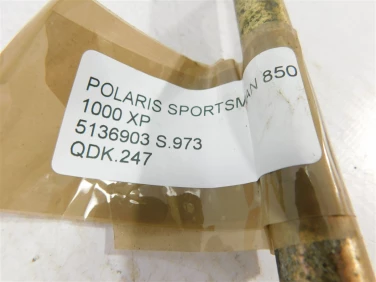 POLARIS SPORTSMAN 850
1000 XP
5136903 S.973
QDK.247